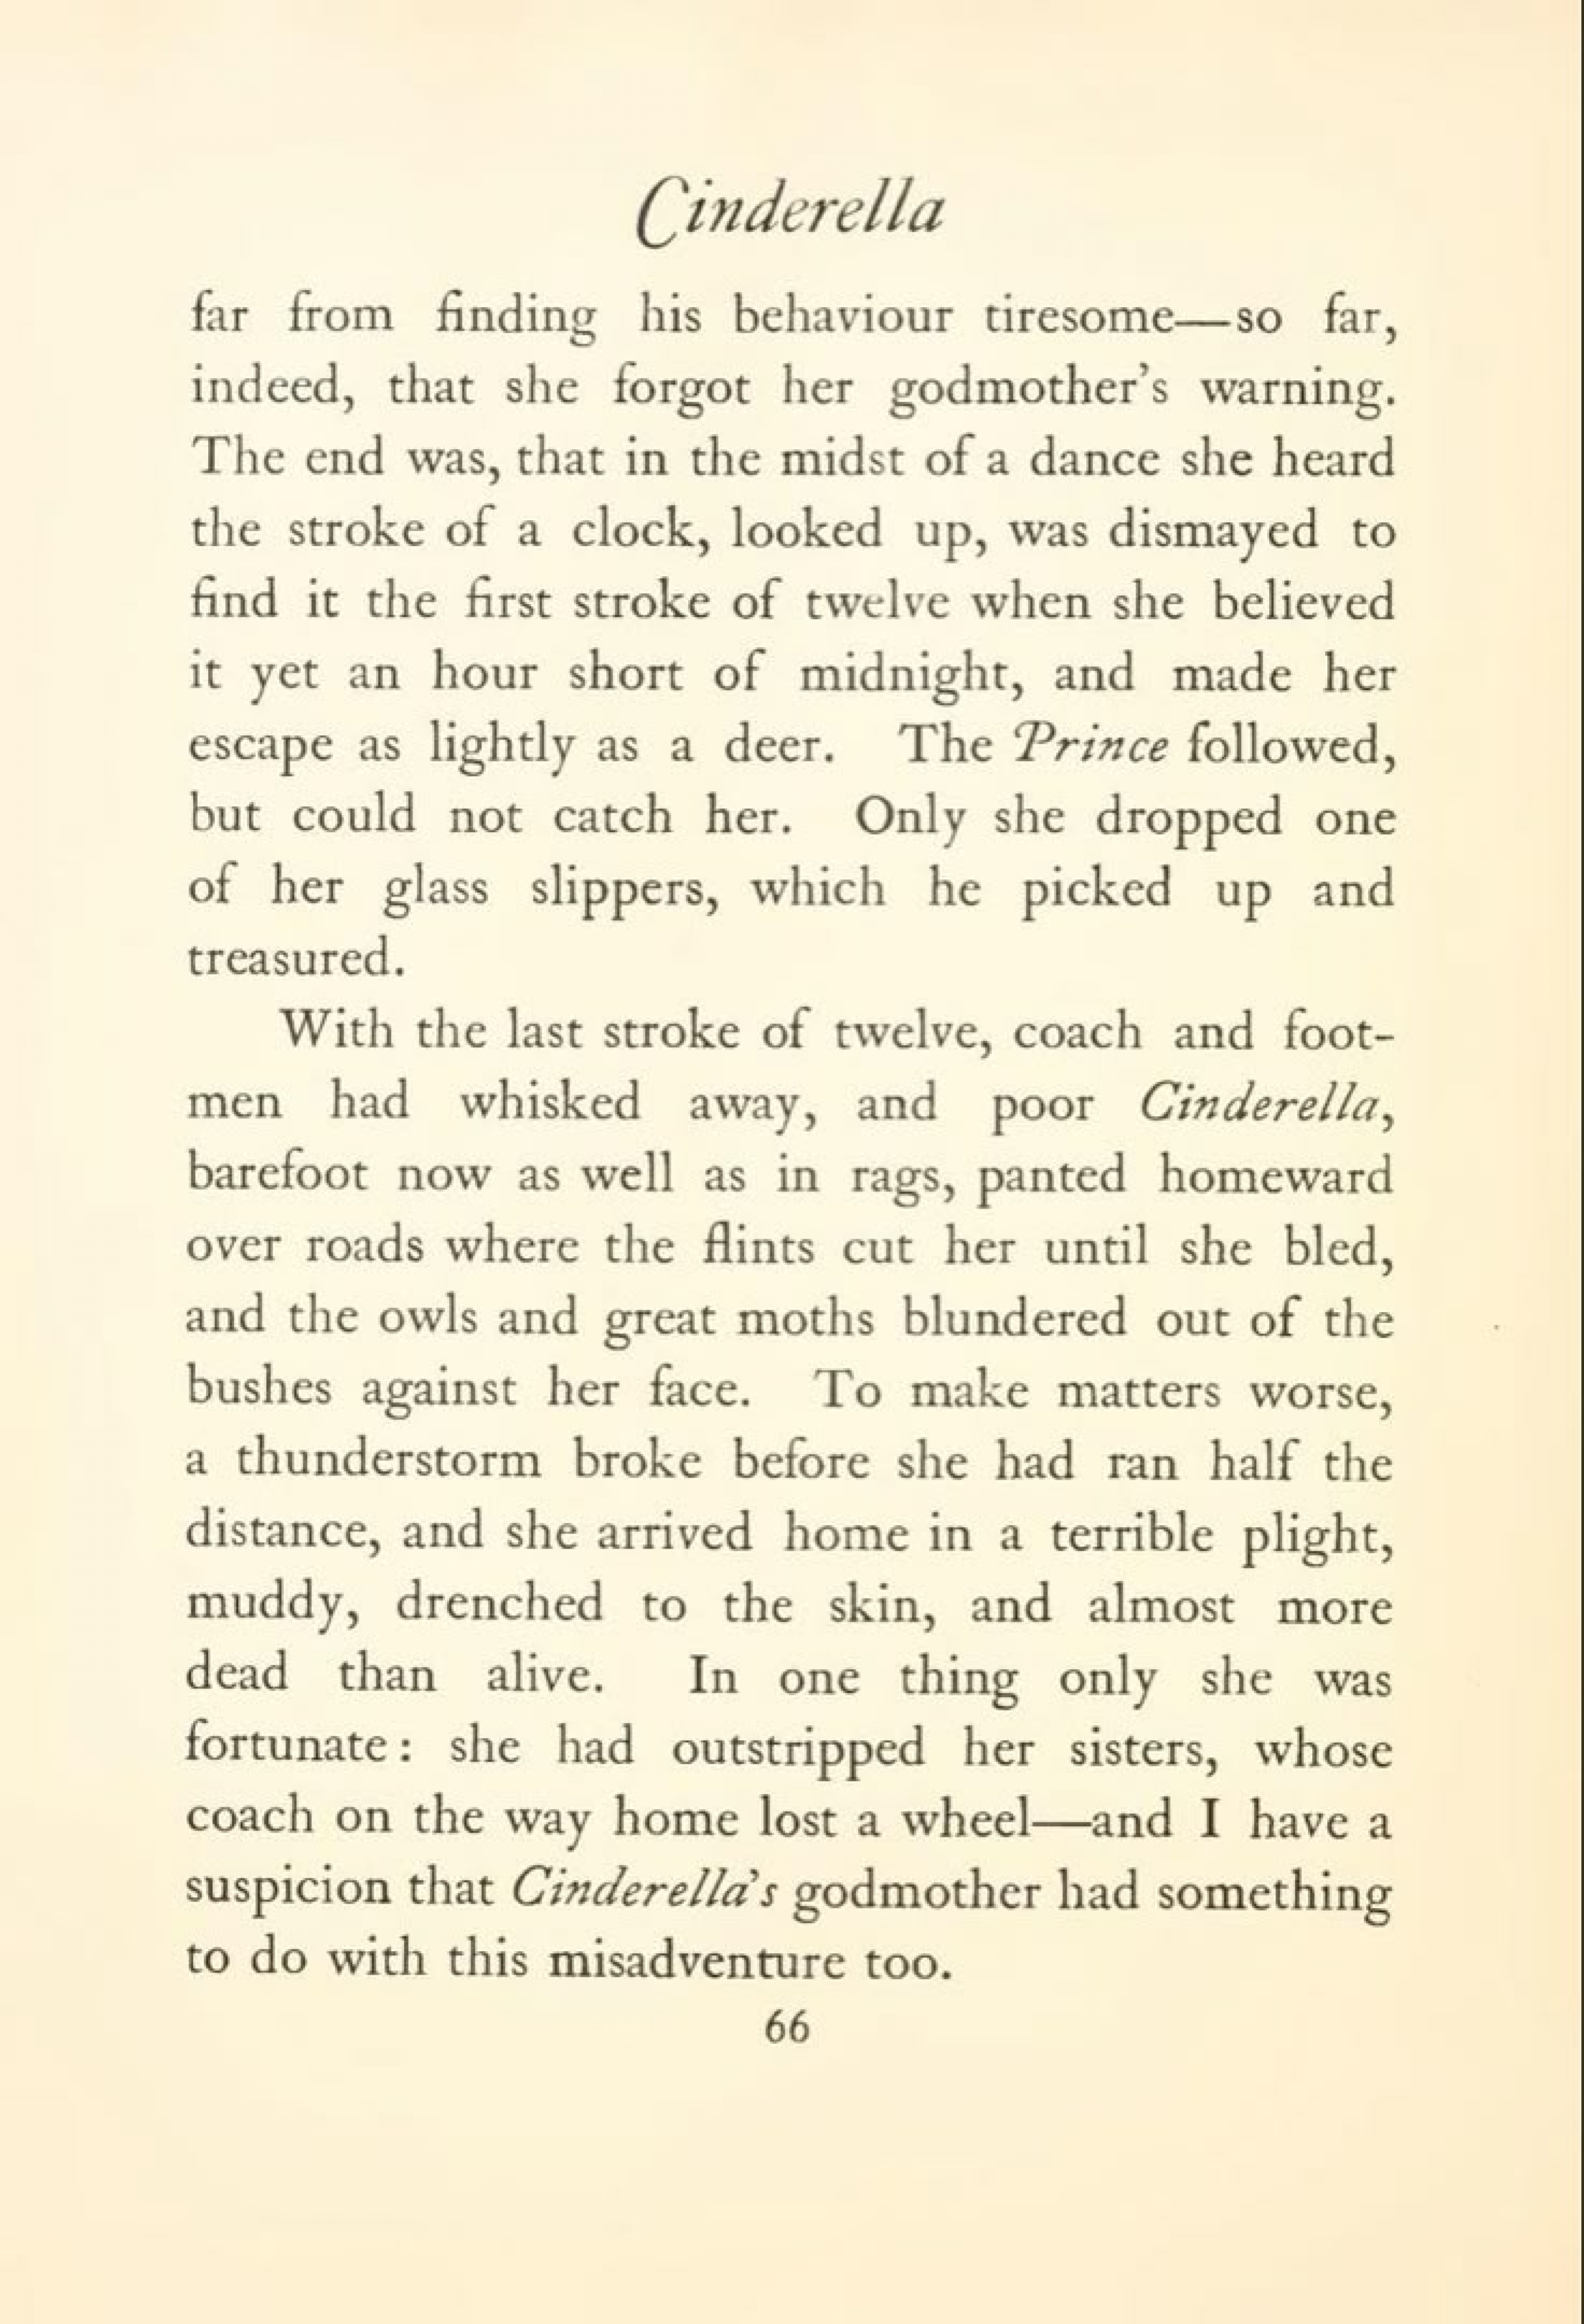 Cinderella
far from finding his behaviour tiresome—so far,
indeed, that she forgot her godmother's warning.
The end was, that in the midst of a dance she heard
the stroke of a clock, looked up, was dismayed to
find it the first stroke of twelve when she believed
it yet an hour short of midnight, and made her
escape as lightly as a deer. The Prince followed,
but could not catch her. Only she dropped one
of her glass slippers, which he picked up and
treasured.
With the last stroke of twelve, coach and foot-
men had whisked away, and poor Cinderella,
barefoot now as well as in rags, panted homeward
over roads where the flints cut her until she bled,
and the owls and great moths blundered out of the
bushes against her face. To make matters worse,
a thunderstorm broke before she had ran half the
distance, and she arrived home in a terrible plight,
muddy, drenched to the skin, and almost more
dead than alive. In one thing only she was
fortunate: she had outstripped her sisters, whose
coach on the way home lost a wheel—and I have a
suspicion that Cinderella's godmother had something
to do with this misadventure too.
66